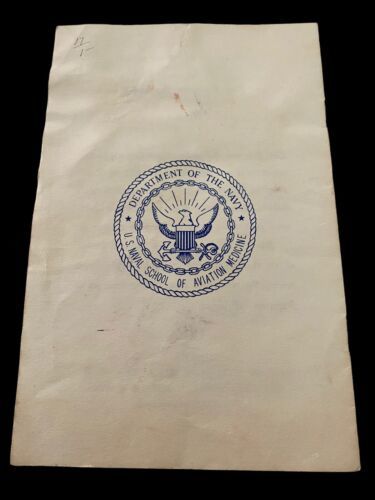 DEPARTMENT OF THE NAVY
U.S. NAVAL SCHOOL OF AVIATION MEDICINE